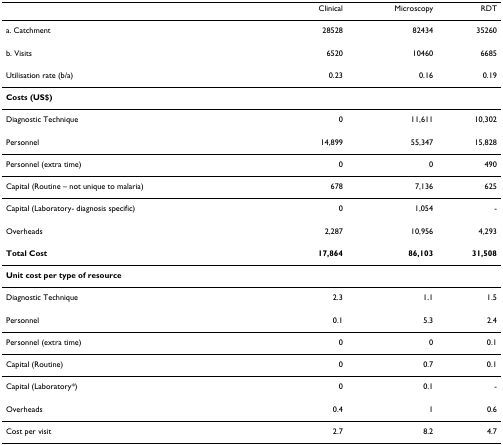 Clinical Microscopy RDT
a. Catchment 28528 82434 35260
b. Visits 6520 10460 6685
Utilisation rate (b/a) 0.23 0.16 0.19
Costs (US$)
Diagnostic Technique 0 11,611 10,302
Personnel 14,899 55,347 15,828
Personnel (extra time) 0 0 490
Capital (Routine – not unique to malaria) 678 7,136 625
Capital (Laboratory- diagnosis specific) 0 1,054 -
Overheads 2,287 10,956 4,293
Total Cost 17,864 86,103 31,508
Unit cost per type of resource
Diagnostic Technique 2.3 1.1 1.5
Personnel 0.1 5.3 2.4
Personnel (extra time) 0 0 0.1
Capital (Routine) 0 0.7 0.1
Capital (Laboratory*) 0 0.1 -
Overheads 0.4 1 0.6
Cost per visit 2.7 8.2 4.7